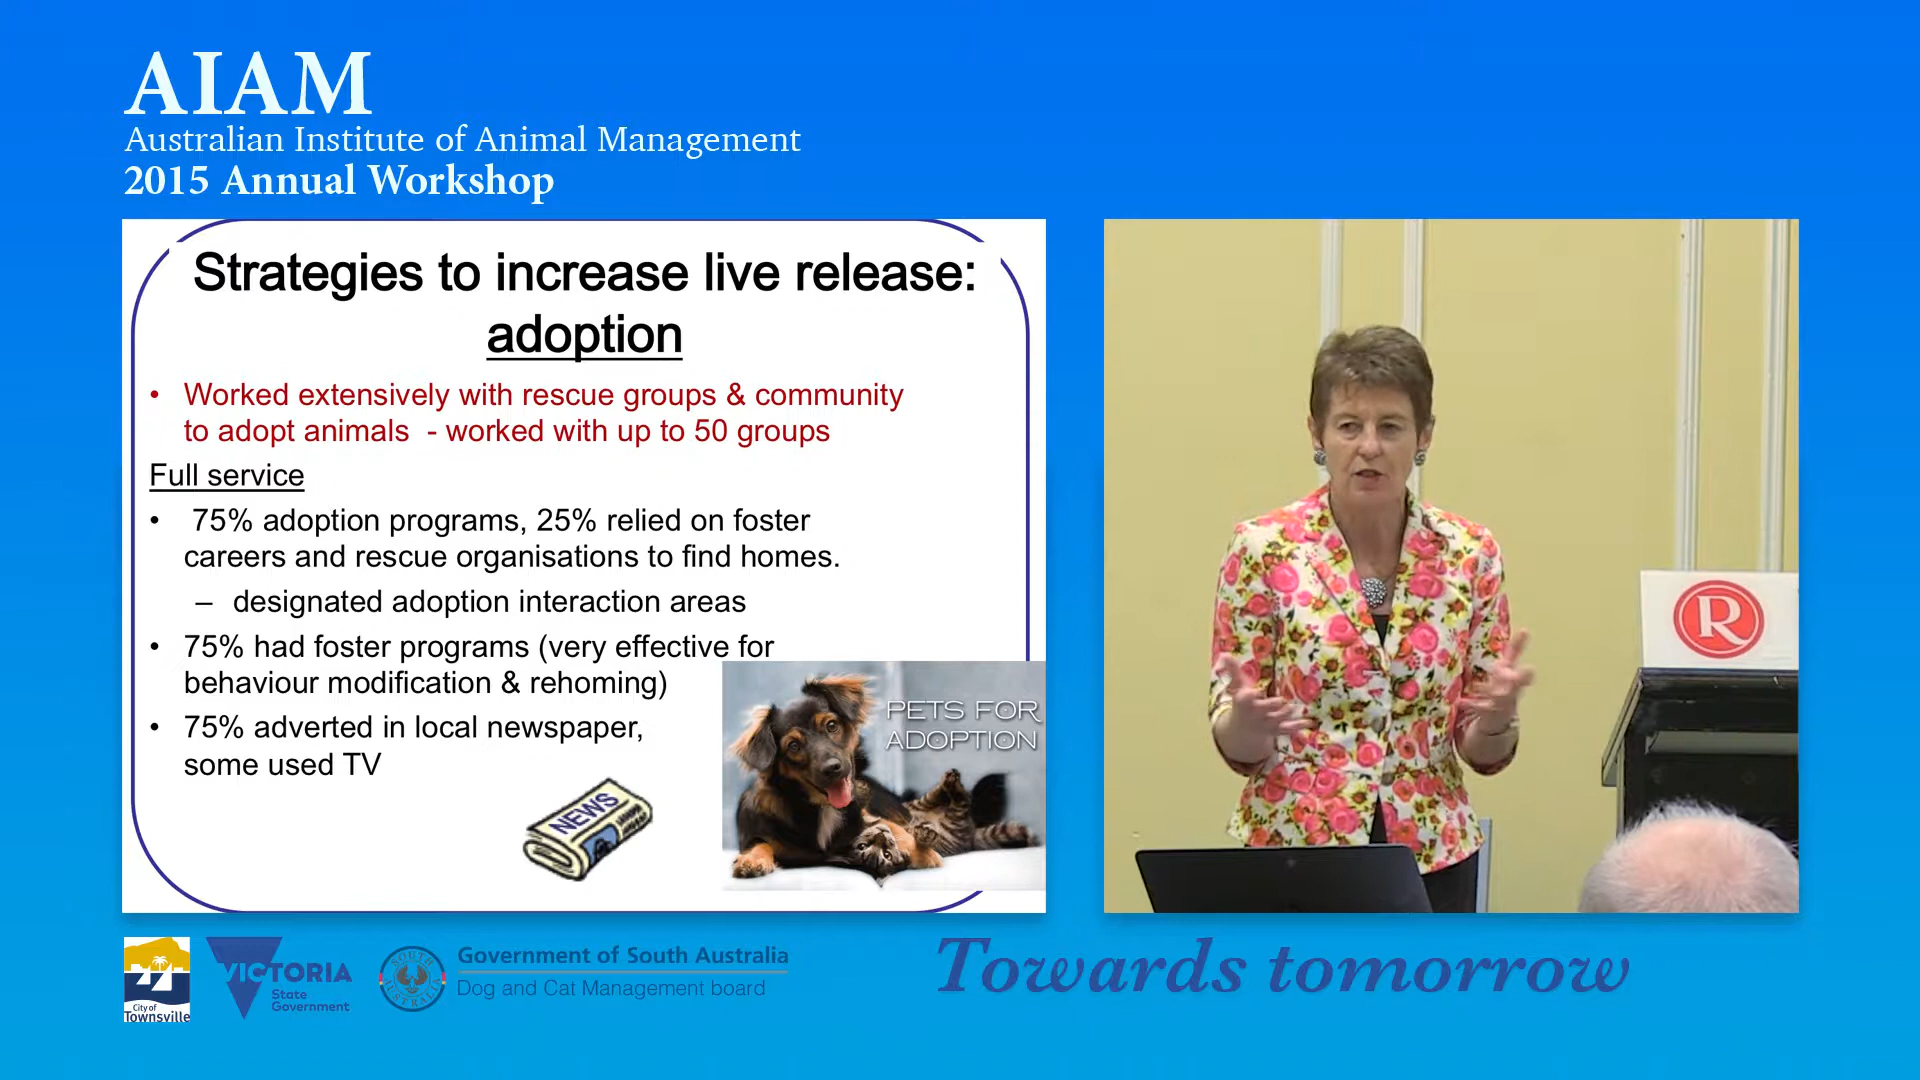 AIAM
Australian Institute of Animal Management
2015 Annual Workshop
Strategies to increase live release:
adoption
• Worked extensively with rescue groups & community
to adopt animals - worked with up to 50 groups
Full service
• 75% adoption programs, 25% relied on foster
careers and rescue organisations to find homes.
– designated adoption interaction areas
• 75% had foster programs (very effective for
behaviour modification & rehoming)
• 75% adverted in local newspaper,
some used TV
NEWS
PETS FOR
ADOPTION
R
City of
Townsville
VICTORIA
State
Government
SOUTH AUSTRALIA
Government of South Australia
Dog and Cat Management board
Towards tomorrow